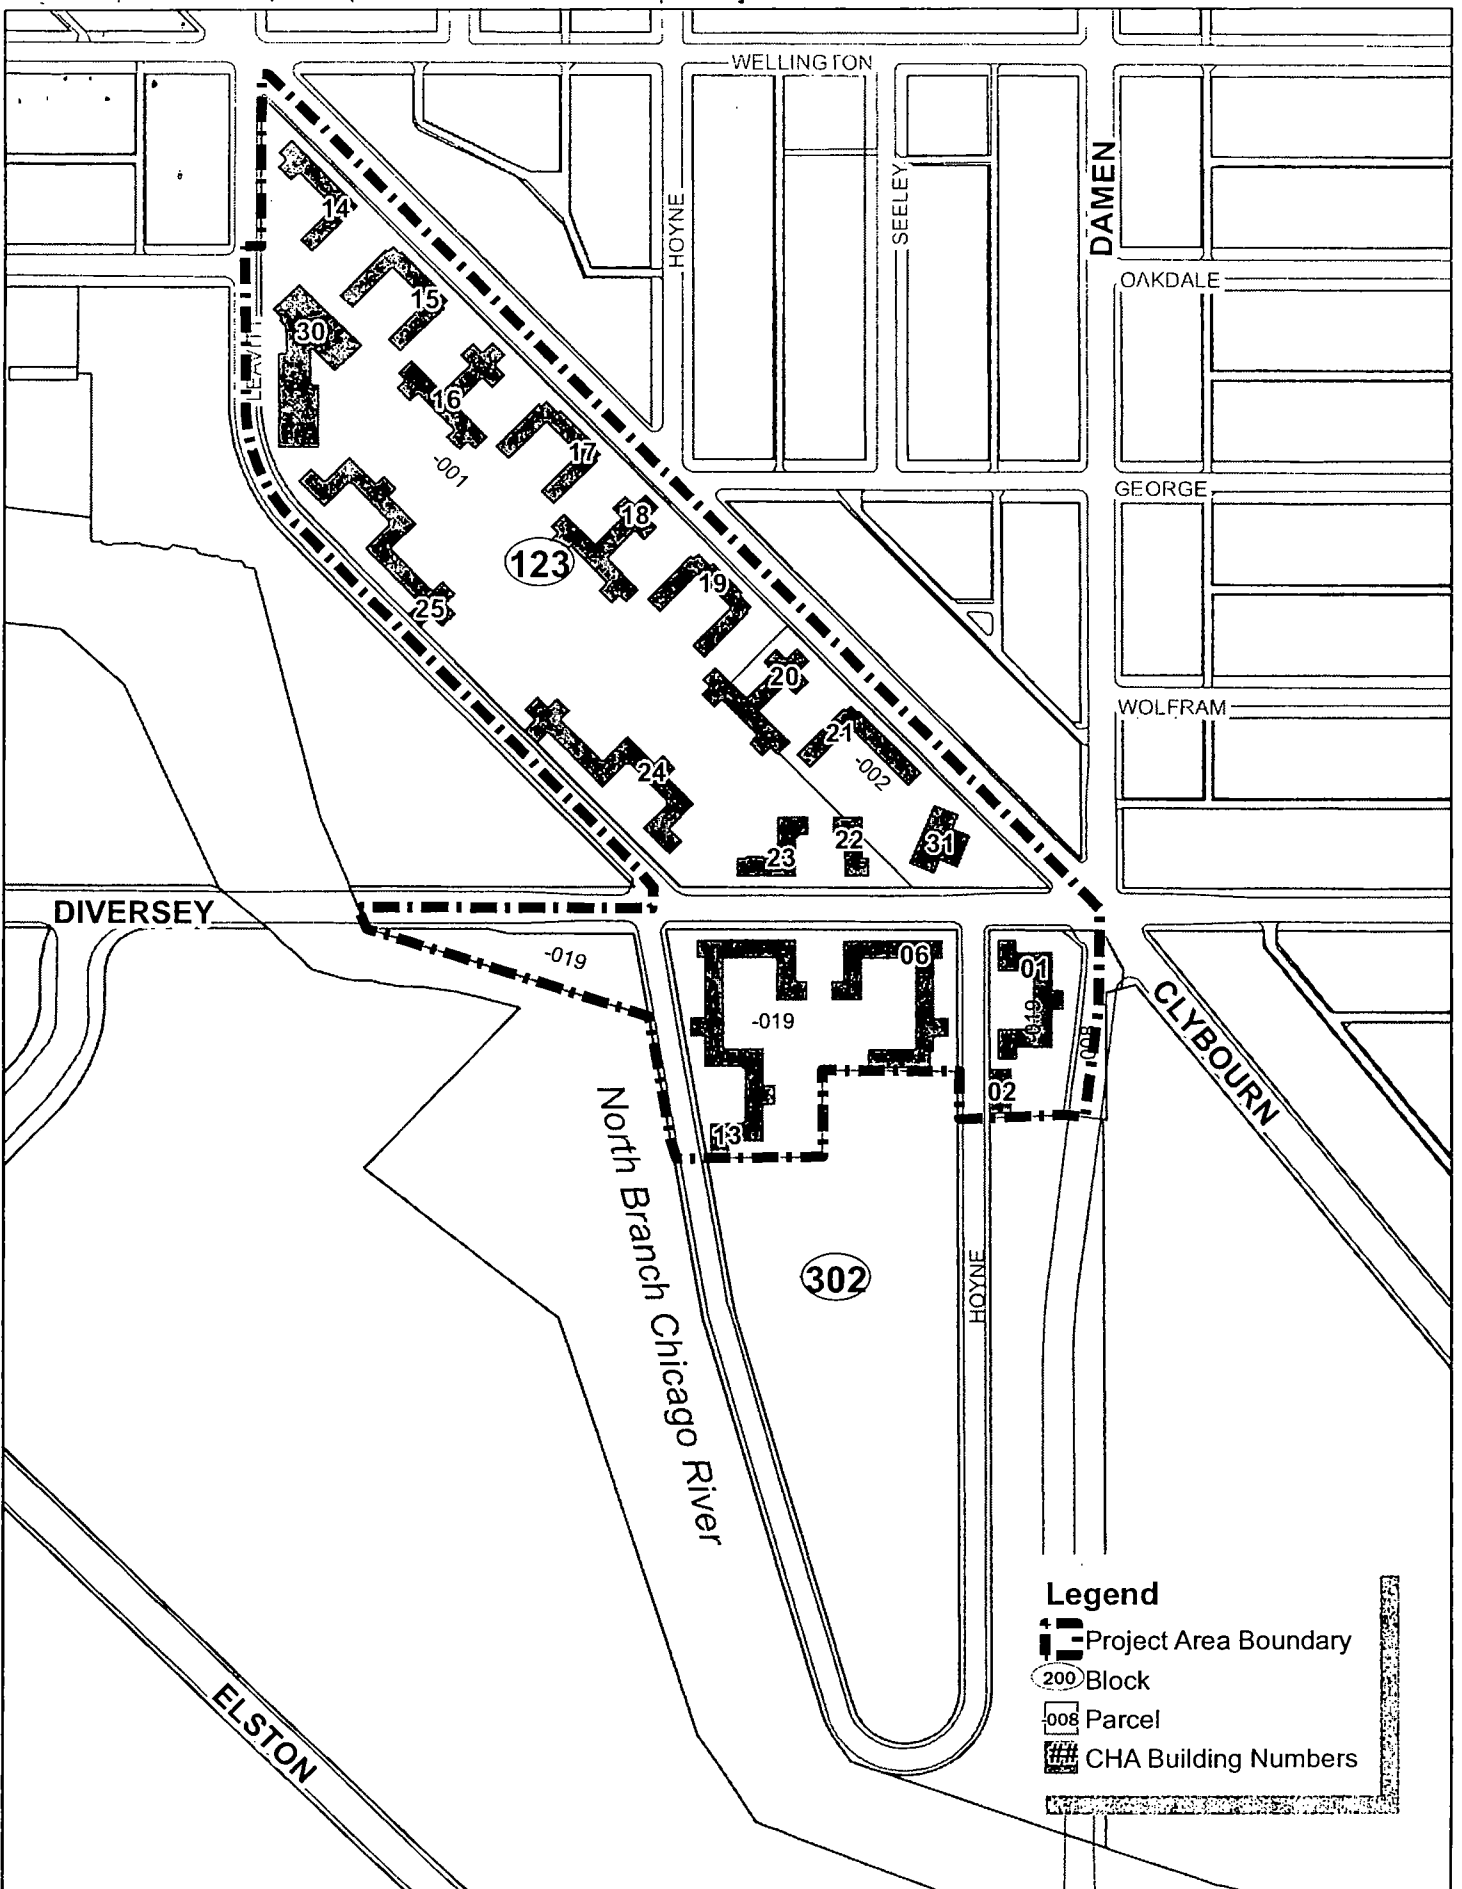 WELLINGTON
DAMEN
14
HOYNE
SEELEY
OAKDALE
15
30
LEAVITT
16
17
-001
GEORGE
18
123
19
25
20
WOLFRAM
21
24
-002
22
31
23
DIVERSEY
06
-019
01
-019
-019
CLYBOURN
008
02
13
North Branch Chicago River
302
HOYNE
Legend
Project Area Boundary
200 Block
-008 Parcel
## CHA Building Numbers
ELSTON